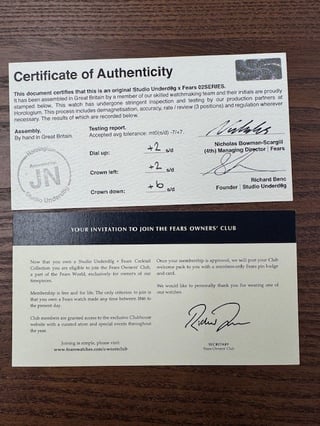 Certificate of Authenticity
This document certifies that this is an original Studio Underd0g x Fears 02SERIES.
It has been assembled in Great Britain by a member of our skilled watchmaking team and their initials are proudly
stamped below. This watch has undergone stringent inspection and testing by our production partners at
Horologium. This process includes demagnetisation, accuracy, rate / review (3 positions) and regulation wherever
necessary. The results of which are recorded below.
Assembly.
By hand in Great Britain.
Testing report.
Accepted avg tolerance: mtG(s/d) -7/+7.
Dial up: +2 s/d
Crown left: +2 s/d
Crown down: +6 s/d
Nicholas
Nicholas Bowman-Scargill
(4th) Managing Director | Fears
Richard Benc
Founder | Studio Underd0g
JN
Studio Underd0g
YOUR INVITATION TO JOIN THE FEARS OWNERS' CLUB
Now that you own a Studio Underd0g × Fears Cocktail
Collection you are eligible to join the Fears Owners' Club,
a part of the Fears World, exclusively for owners of our
timepieces.
Membership is free and for life. The only criterion to join is
that you own a Fears watch made any time between 1846 to
the present day.
Club members are granted access to the exclusive Clubhouse
website with a curated store and special events throughout
the year.
Joining is simple, please visit:
www.fearswatches.com/ownersclub
Once your membership is approved, we will post your Club
welcome pack to you with a members-only Fears pin badge
and card.
We would like to personally thank you for wearing one of
our watches.
SECRETARY
Fears Owners' Club